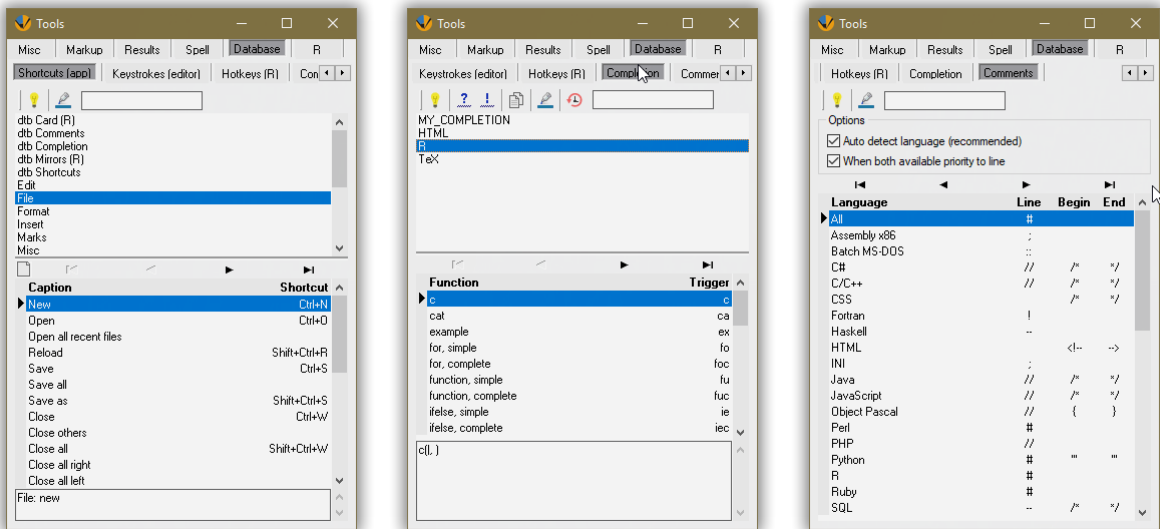 Tools
Misc Markup Results Spell Database R
Shortcuts (app) Keystrokes (editor) Hotkeys (R)
dtb Card (R)
dtb Comments
dtb Completion
dtb Mirrors (R)
dtb Shortcuts
Edit
File
Format
Insert
Marks
Misc
Caption Shortcut
New Ctrl+N
Open Ctrl+O
Open all recent files
Reload Shift+Ctrl+R
Save Ctrl+S
Save all
Save as Shift+Ctrl+S
Close Ctrl+W
Close others
Close all Shift+Ctrl+W
Close all right
Close all left
File: new
Tools
Misc Markup Results Spell Database R
Keystrokes (editor) Hotkeys (R) Completion
? !
MY_COMPLETION
HTML
R
TeX
Function Trigger
c c
cat ca
example ex
for, simple fo
for, complete foc
function, simple fu
function, complete fuc
ifelse, simple ie
ifelse, complete iec
c(|, )
Tools
Misc Markup Results Spell Database R
Hotkeys (R) Completion Comments
Options
Auto detect language (recommended)
When both available priority to line
Language Line Begin End
All #
Assembly x86 ;
Batch MS-DOS ::
C# // /* */
C/C++ // /* */
CSS /* */
Fortran !
Haskell --
HTML <!-- -->
INI ;
Java // /* */
JavaScript // /* */
Object Pascal // { }
Perl #
PHP //
Python # ''' '''
R #
Ruby #
SQL -- /* */